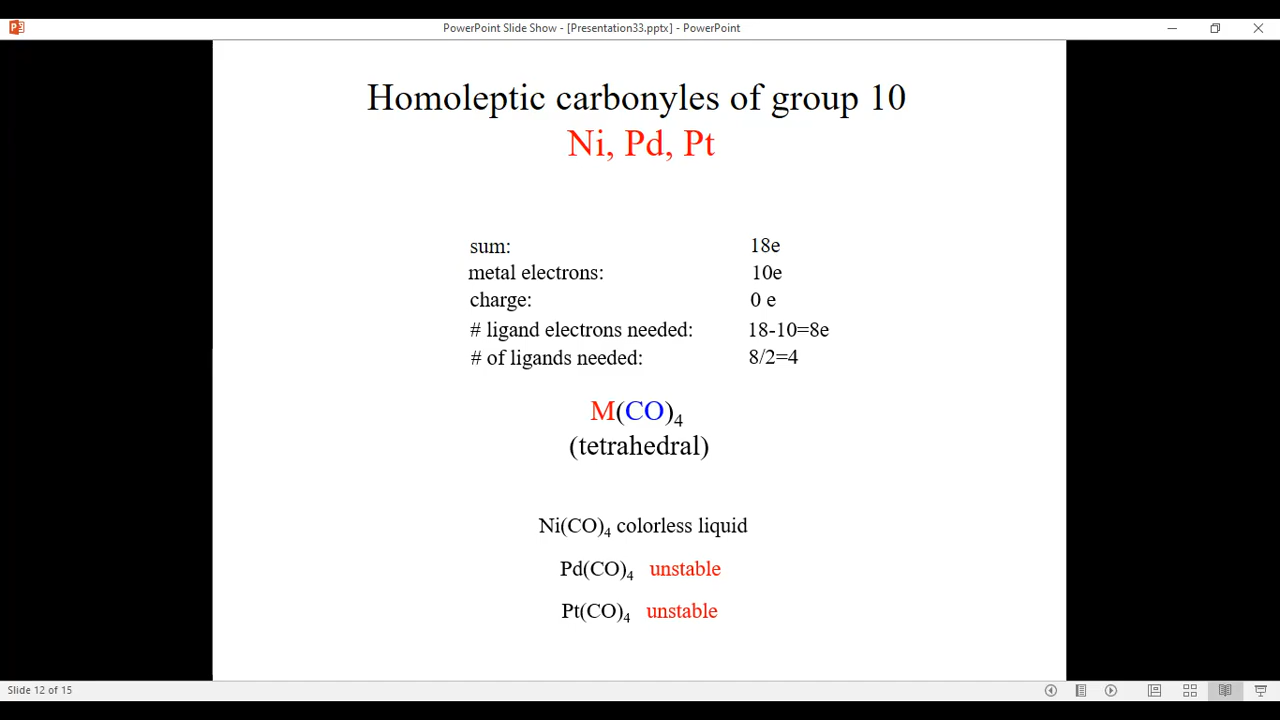 PowerPoint Slide Show - [Presentation33.pptx] - PowerPoint
Homoleptic carbonyles of group 10
Ni, Pd, Pt
sum: 18e
metal electrons: 10e
charge: 0 e
# ligand electrons needed: 18-10=8e
# of ligands needed: 8/2=4
M(CO)₄
(tetrahedral)
Ni(CO)₄ colorless liquid
Pd(CO)₄ unstable
Pt(CO)₄ unstable
Slide 12 of 15